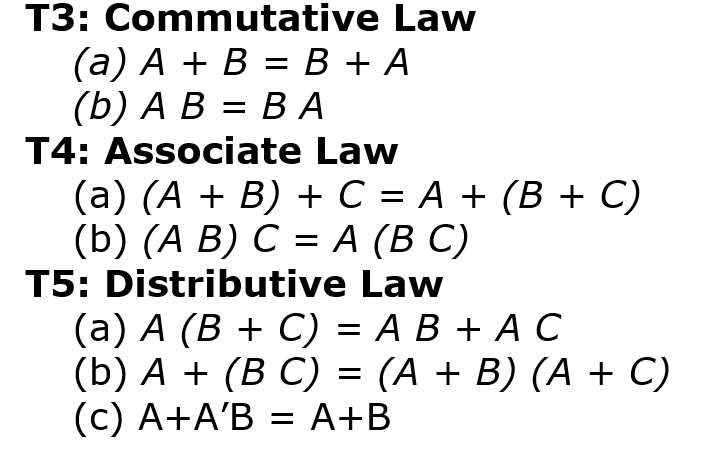 T3: Commutative Law
(a) A + B = B + A
(b) A B = B A
T4: Associate Law
(a) (A + B) + C = A + (B + C)
(b) (A B) C = A (B C)
T5: Distributive Law
(a) A (B + C) = A B + A C
(b) A + (B C) = (A + B) (A + C)
(c) A+A’B = A+B